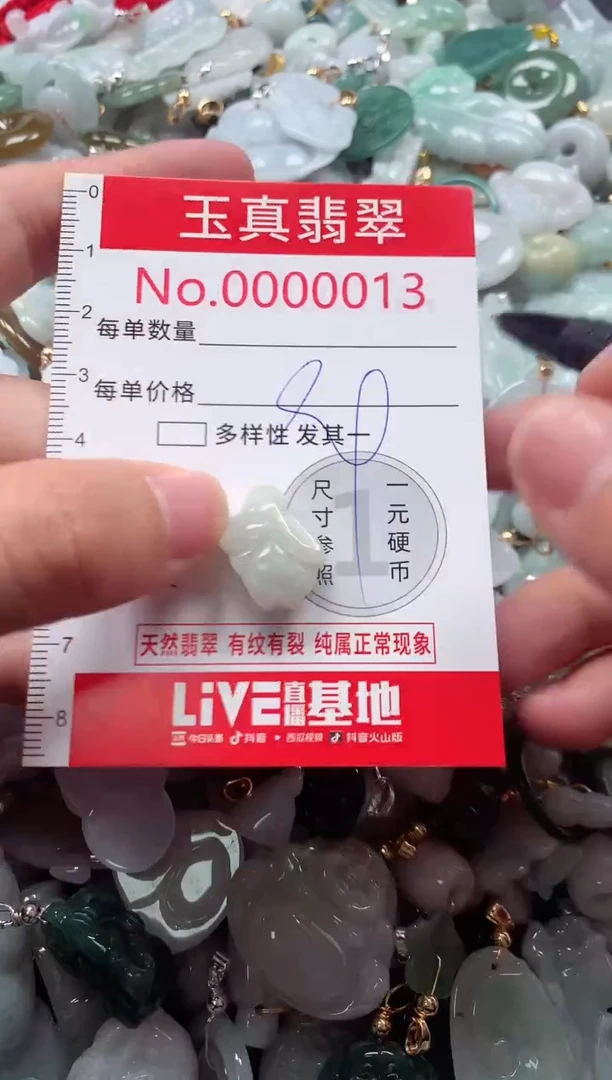 玉真翡翠
No.0000013
每单数量
每单价格
80
多样性 发其一
尺寸参照
一元硬币
1
天然翡翠 有纹有裂 纯属正常现象
LiVE直播基地
今日头条 抖音 西瓜视频 抖音火山版
0
1
2
3
4
7
8